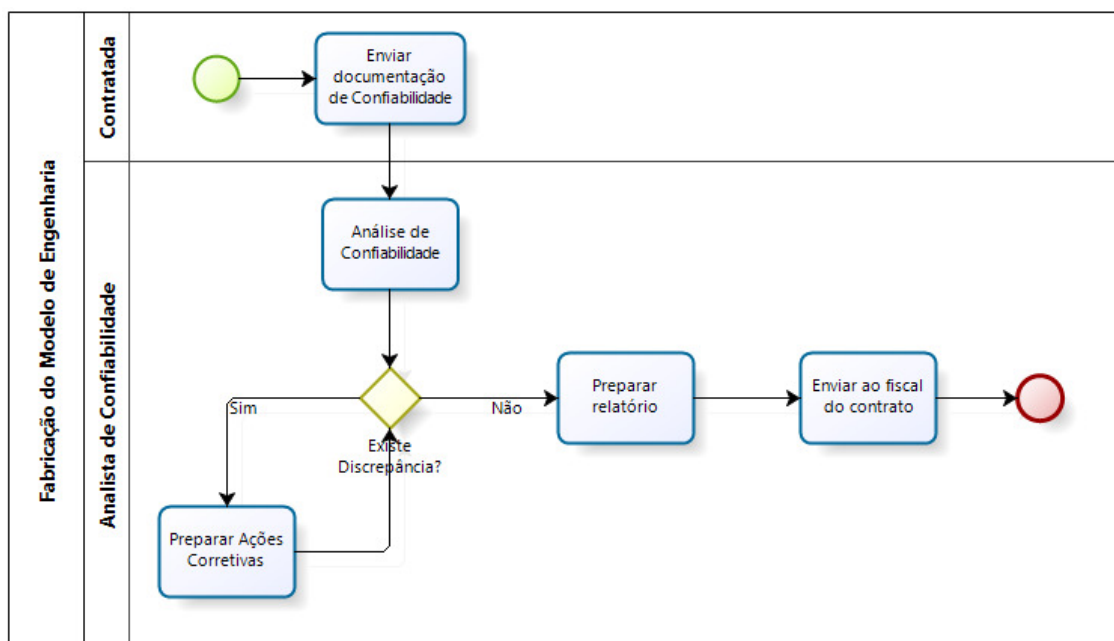 Fabricação do Modelo de Engenharia
Contratada
Enviar
documentação
de Confiabilidade
Analista de Confiabilidade
Análise de
Confiabilidade
Existe
Discrepância?
Sim
Não
Preparar Ações
Corretivas
Preparar
relatório
Enviar ao fiscal
do contrato